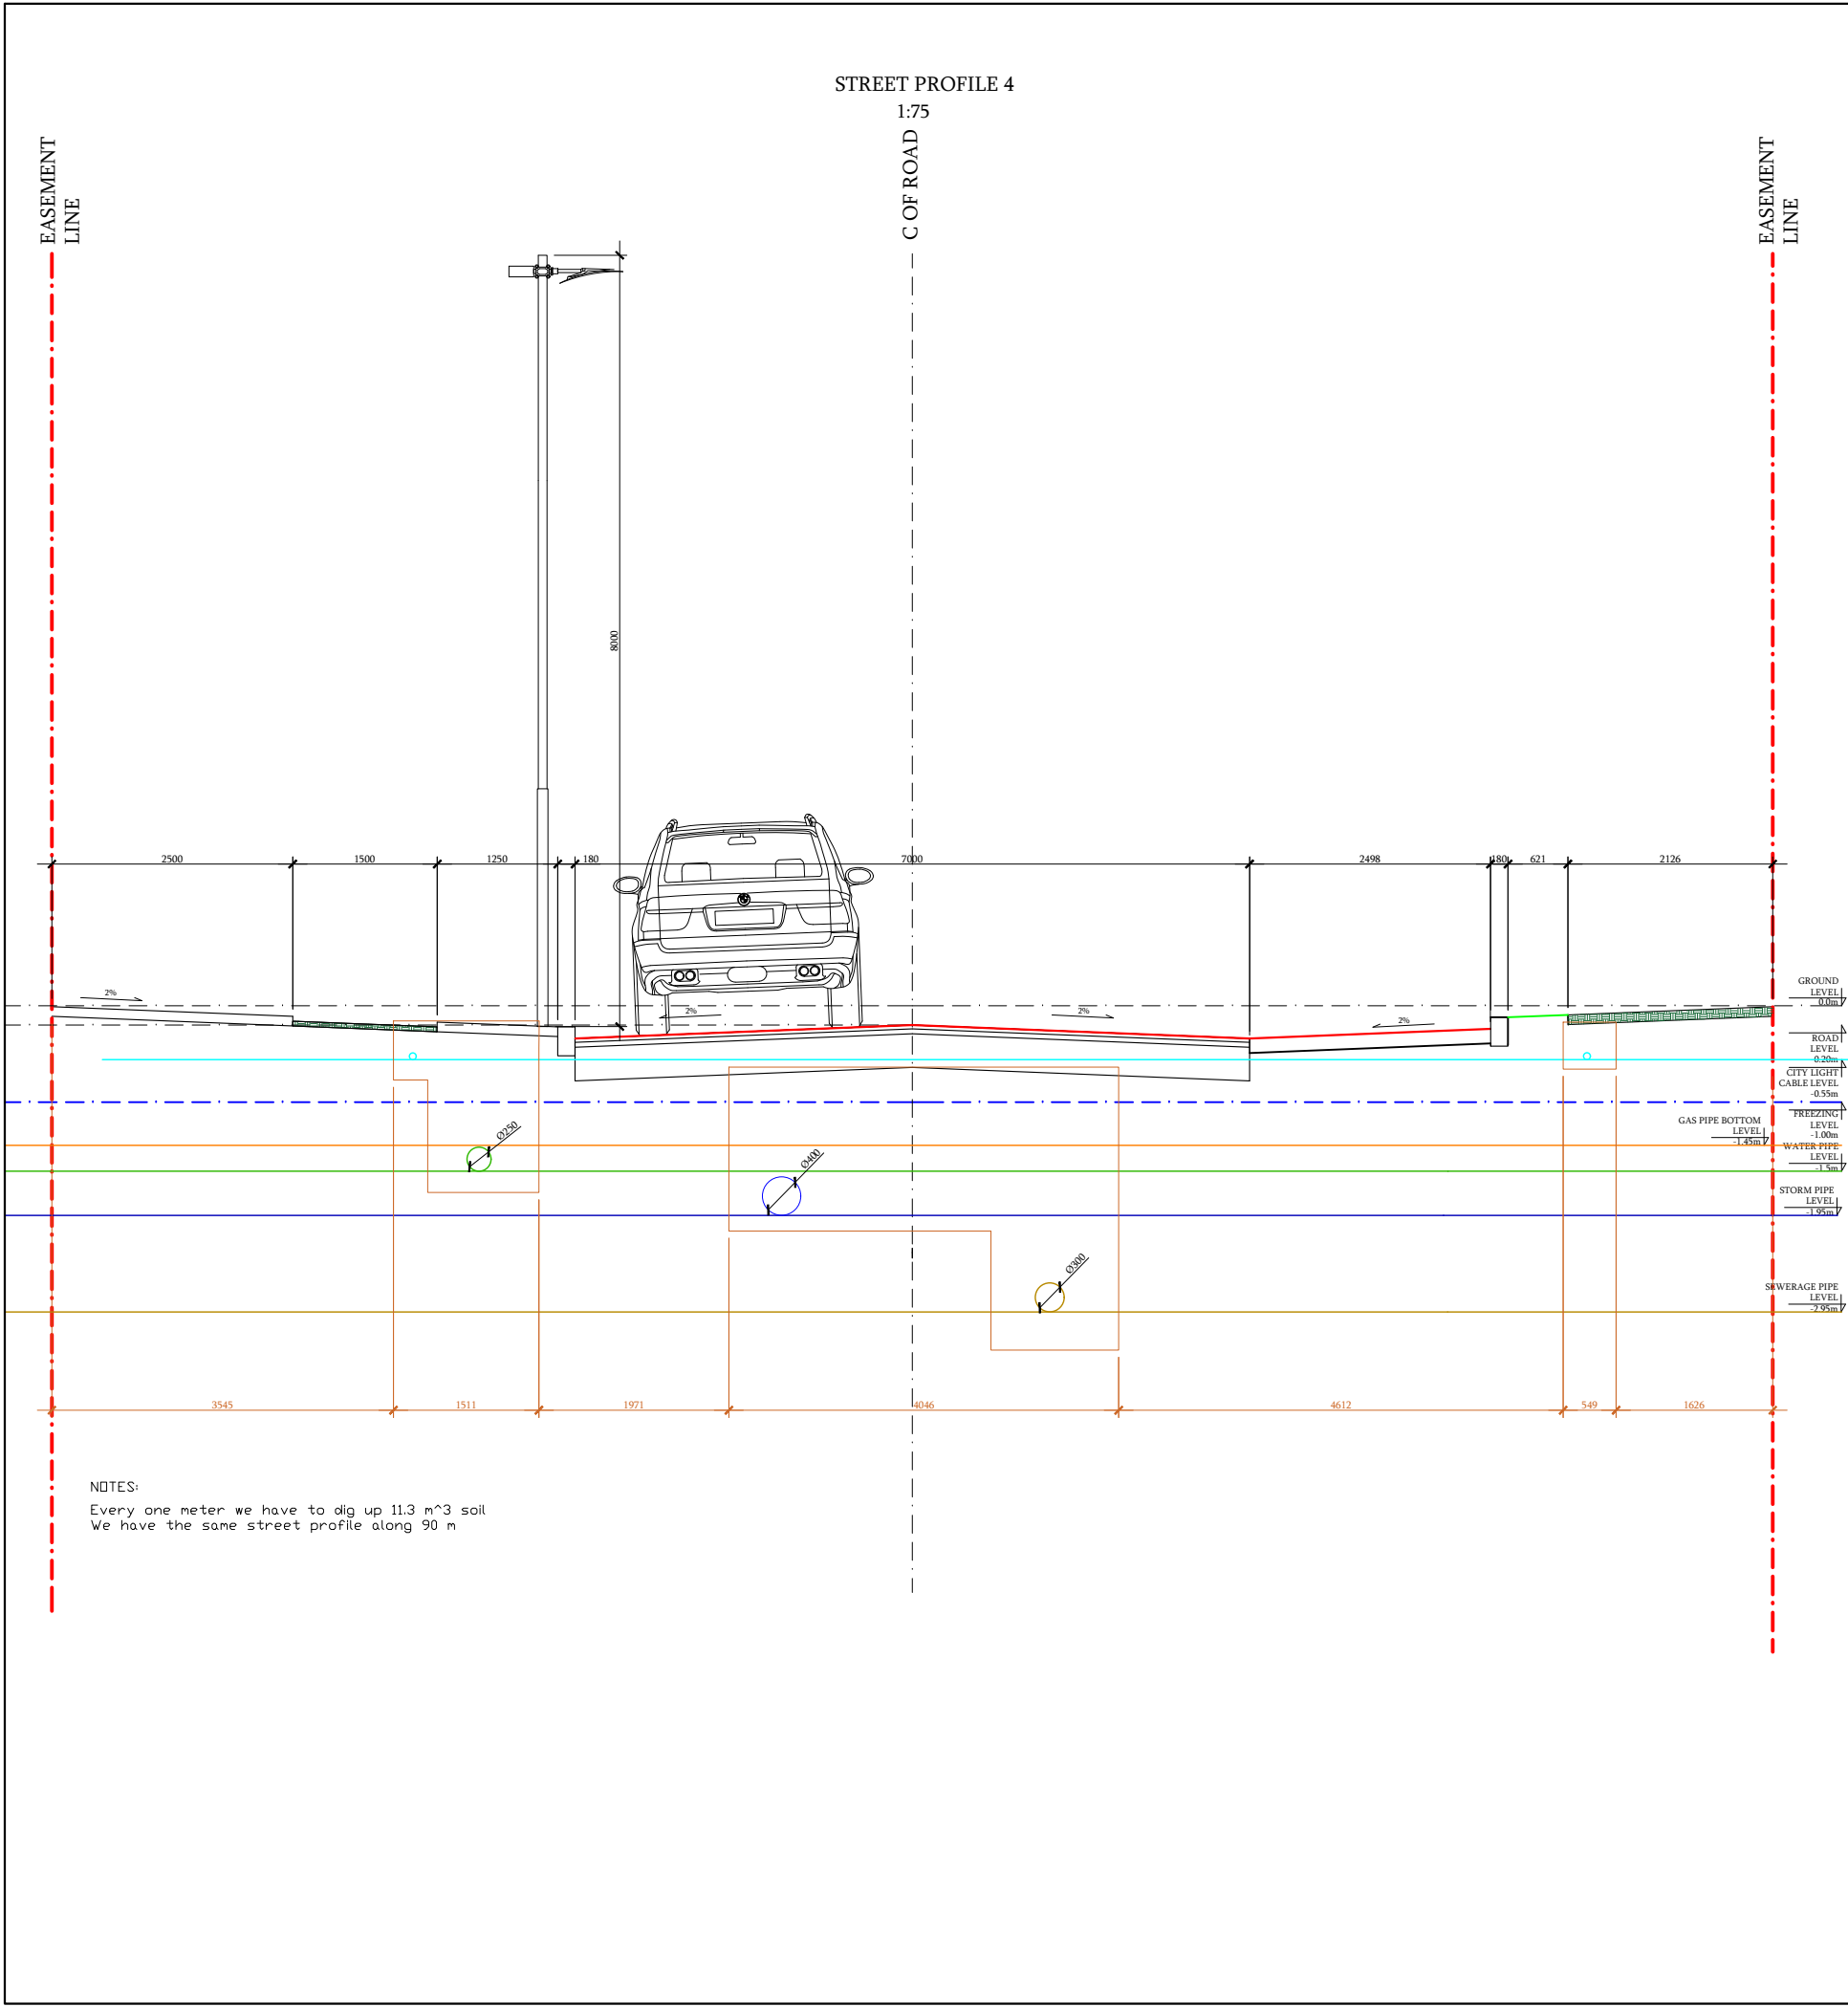 STREET PROFILE 4
1:75
EASEMENT
LINE
C OF ROAD
EASEMENT
LINE
8000
2500
1500
1250
180
7000
2498
180
621
2126
2%
2%
2%
2%
GROUND
LEVEL
0.0m
ROAD
LEVEL
0.20m
CITY LIGHT
CABLE LEVEL
-0.55m
FREEZING
LEVEL
-1.00m
GAS PIPE BOTTOM
LEVEL
-1.45m
WATER PIPE
LEVEL
-1.5m
STORM PIPE
LEVEL
-1.95m
SEWERAGE PIPE
LEVEL
-2.95m
Ø250
Ø400
Ø300
3545
1511
1971
4046
4612
549
1626
NOTES:
Every one meter we have to dig up 11.3 m^3 soil
We have the same street profile along 90 m